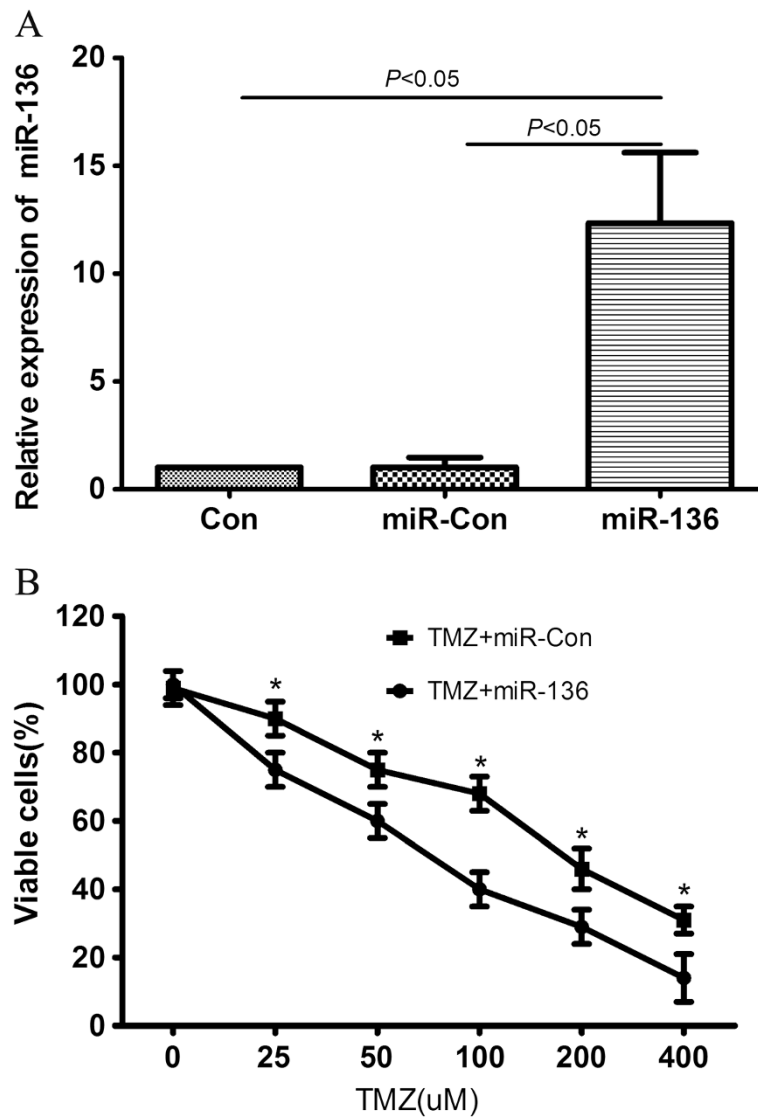 A
20
15
10
5
0
Relative expression of miR-136
P<0.05
P<0.05
Con miR-Con miR-136
B
120
100
80
60
40
20
0
Viable cells(%)
TMZ+miR-Con
TMZ+miR-136
* * * * *
0 25 50 100 200 400
TMZ(uM)